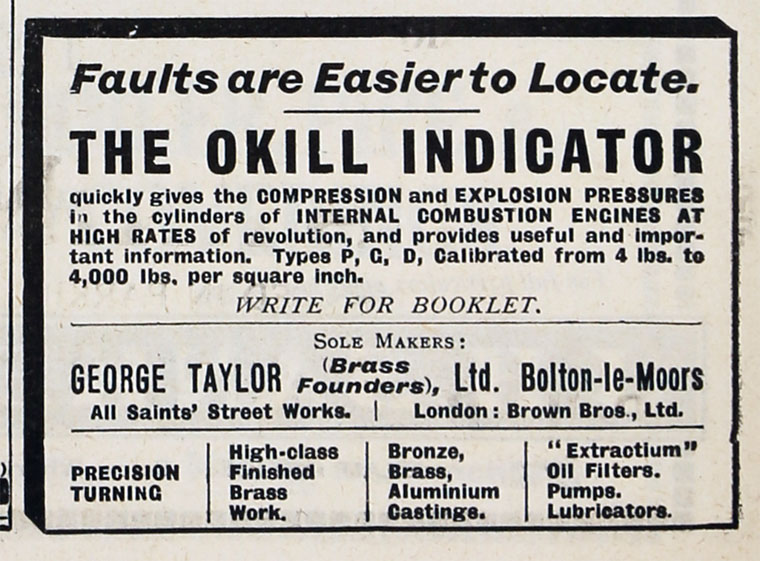 Faults are Easier to Locate.
THE OKILL INDICATOR
quickly gives the COMPRESSION and EXPLOSION PRESSURES
in the cylinders of INTERNAL COMBUSTION ENGINES AT
HIGH RATES of revolution, and provides useful and impor-
tant information. Types P, G, D, Calibrated from 4 lbs. to
4,000 lbs. per square inch.
WRITE FOR BOOKLET.
SOLE MAKERS:
GEORGE TAYLOR (Brass Founders), Ltd. Bolton-le-Moors
All Saints' Street Works. | London: Brown Bros., Ltd.
PRECISION
TURNING
High-class
Finished
Brass
Work.
Bronze,
Brass,
Aluminium
Castings.
"Extractium"
Oil Filters.
Pumps.
Lubricators.